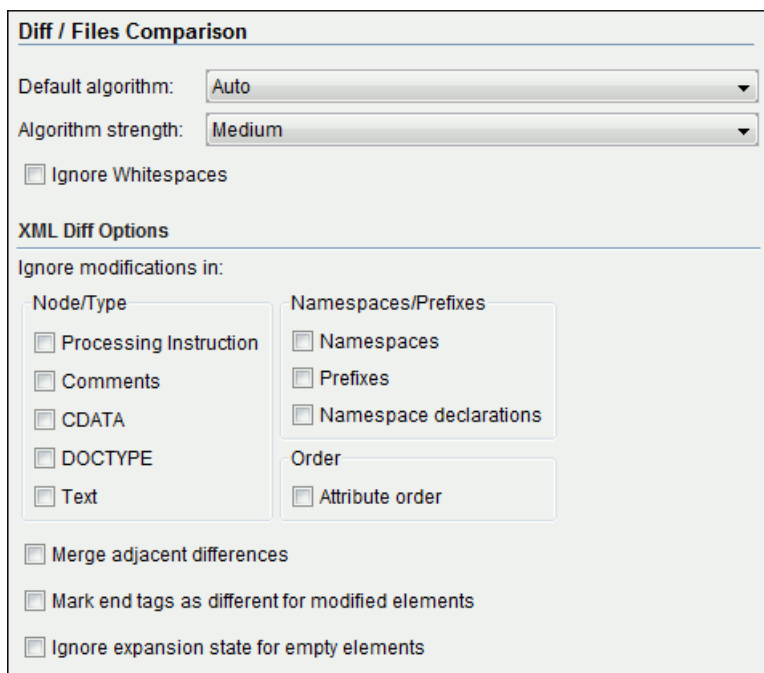 Diff / Files Comparison
Default algorithm: Auto
Algorithm strength: Medium
Ignore Whitespaces
XML Diff Options
Ignore modifications in:
Node/Type
Processing Instruction
Comments
CDATA
DOCTYPE
Text
Namespaces/Prefixes
Namespaces
Prefixes
Namespace declarations
Order
Attribute order
Merge adjacent differences
Mark end tags as different for modified elements
Ignore expansion state for empty elements